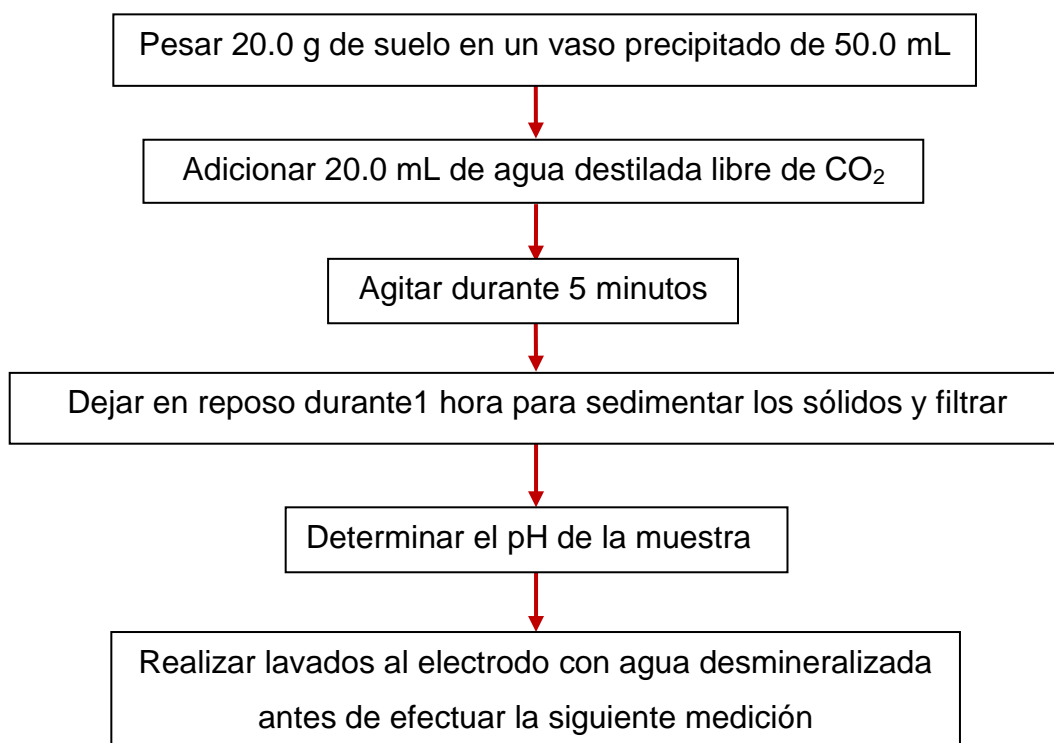 Pesar 20.0 g de suelo en un vaso precipitado de 50.0 mL
Adicionar 20.0 mL de agua destilada libre de CO₂
Agitar durante 5 minutos
Dejar en reposo durante1 hora para sedimentar los sólidos y filtrar
Determinar el pH de la muestra
Realizar lavados al electrodo con agua desmineralizada
antes de efectuar la siguiente medición